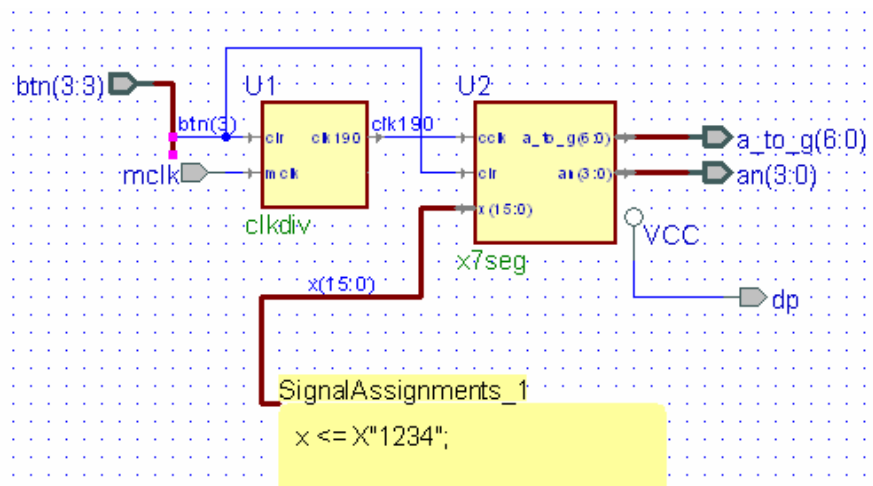 btn(3:3)
U1
U2
btn(3)
clr
clk190
clk190
cclk
a_to_g(6:0)
a_to_g(6:0)
mclk
mclk
clr
an(3:0)
an(3:0)
x(15:0)
clkdiv
VCC
x7seg
x(15:0)
dp
SignalAssignments_1
x <= X"1234";